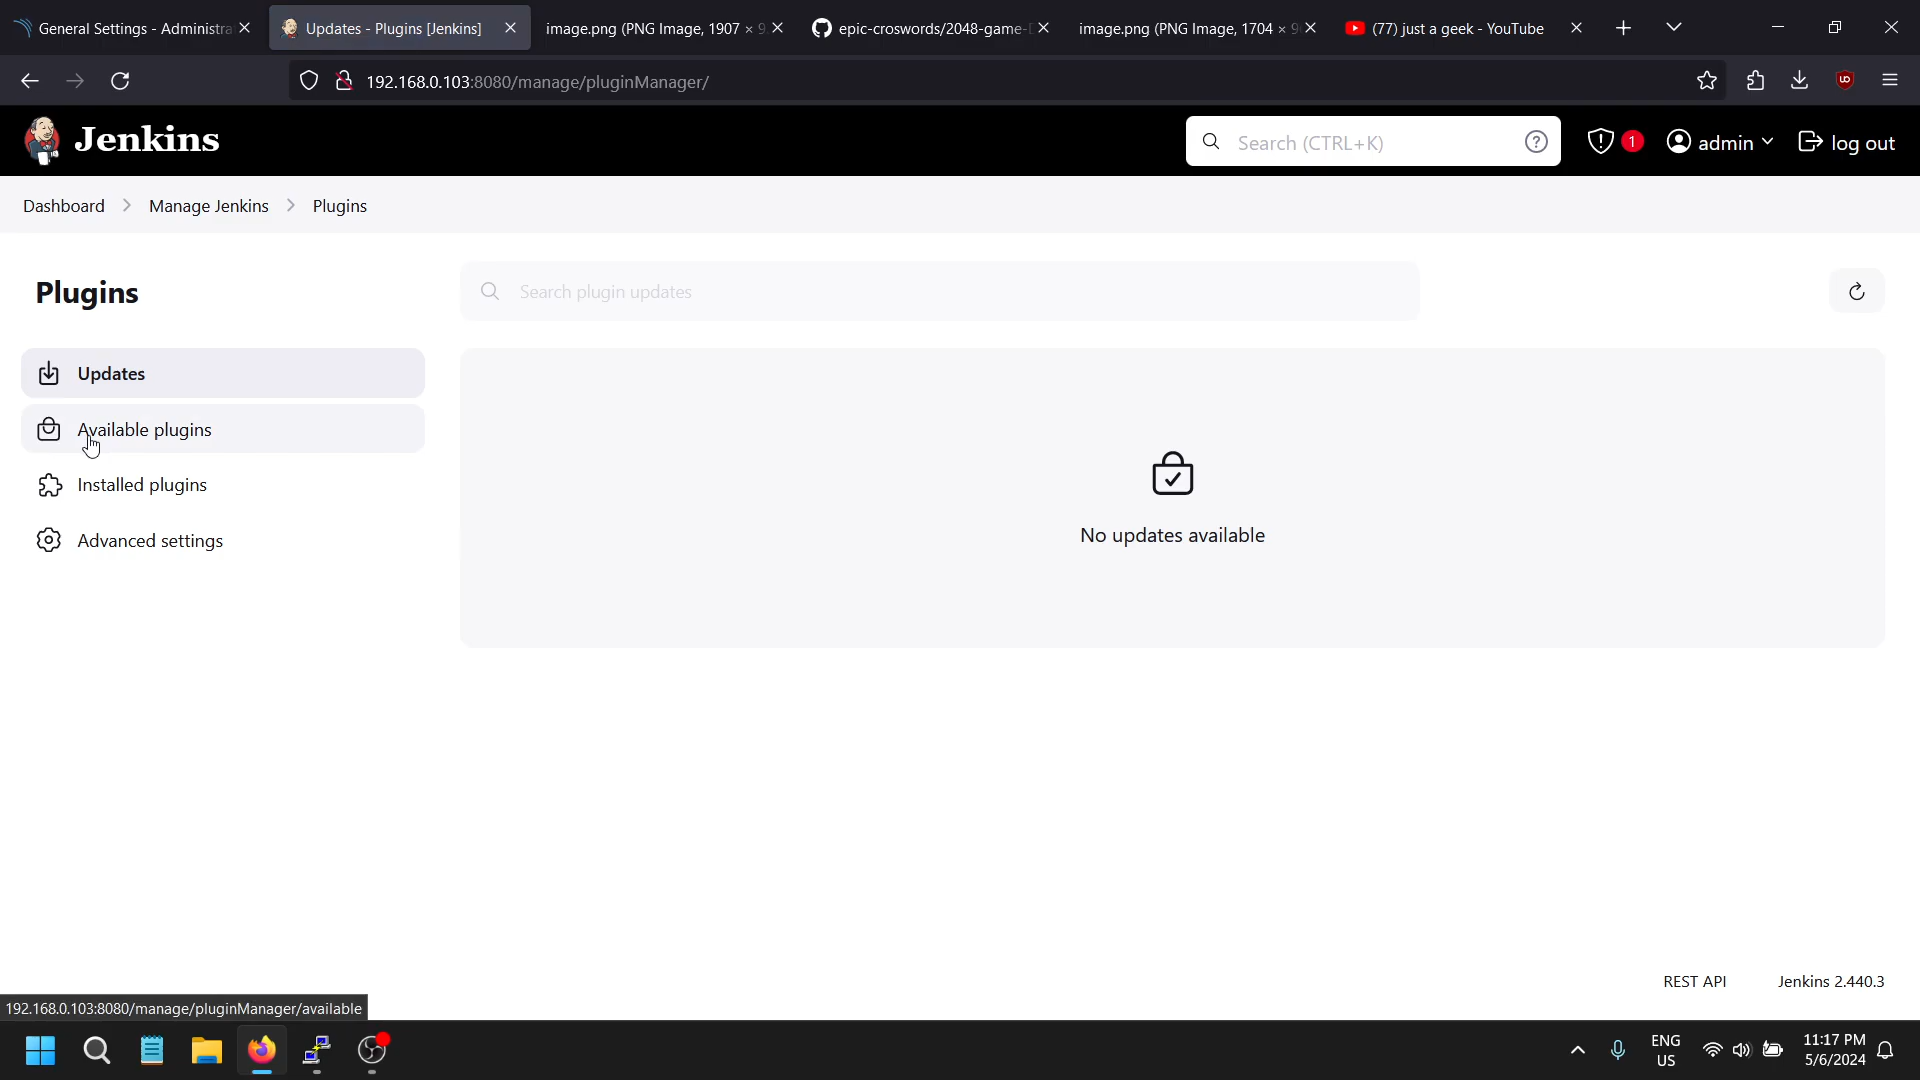 General Settings - Administra
Updates - Plugins [Jenkins]
image.png (PNG Image, 1907 × 9
epic-croswords/2048-game-D
image.png (PNG Image, 1704 × 9
(77) just a geek - YouTube
192.168.0.103:8080/manage/pluginManager/
Jenkins
Search (CTRL+K)
1
admin
log out
Dashboard
Manage Jenkins
Plugins
Plugins
Search plugin updates
Updates
Available plugins
Installed plugins
Advanced settings
No updates available
REST API
Jenkins 2.440.3
192.168.0.103:8080/manage/pluginManager/available
ENG
US
11:17 PM
5/6/2024